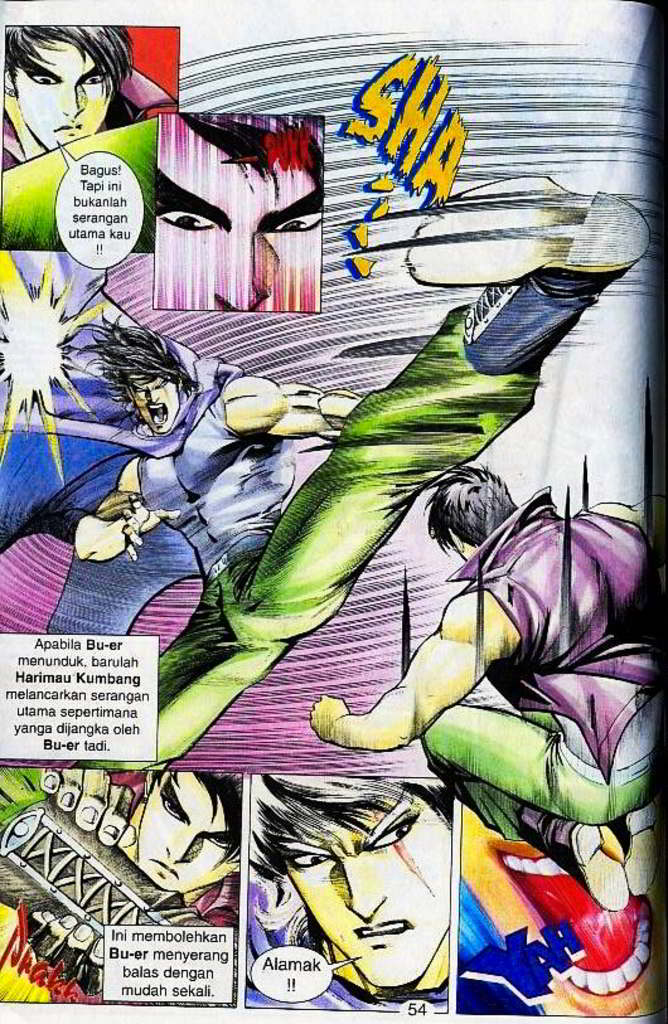 Bagus!
Tapi ini
bukanlah
serangan
utama kau
!!
SHA
!!
Apabila Bu-er
menunduk, barulah
Harimau Kumbang
melancarkan serangan
utama sepertimana
yanga dijangka oleh
Bu-er tadi.
Ini membolehkan
Bu-er menyerang
balas dengan
mudah sekali.
Alamak
!!
YAH
54